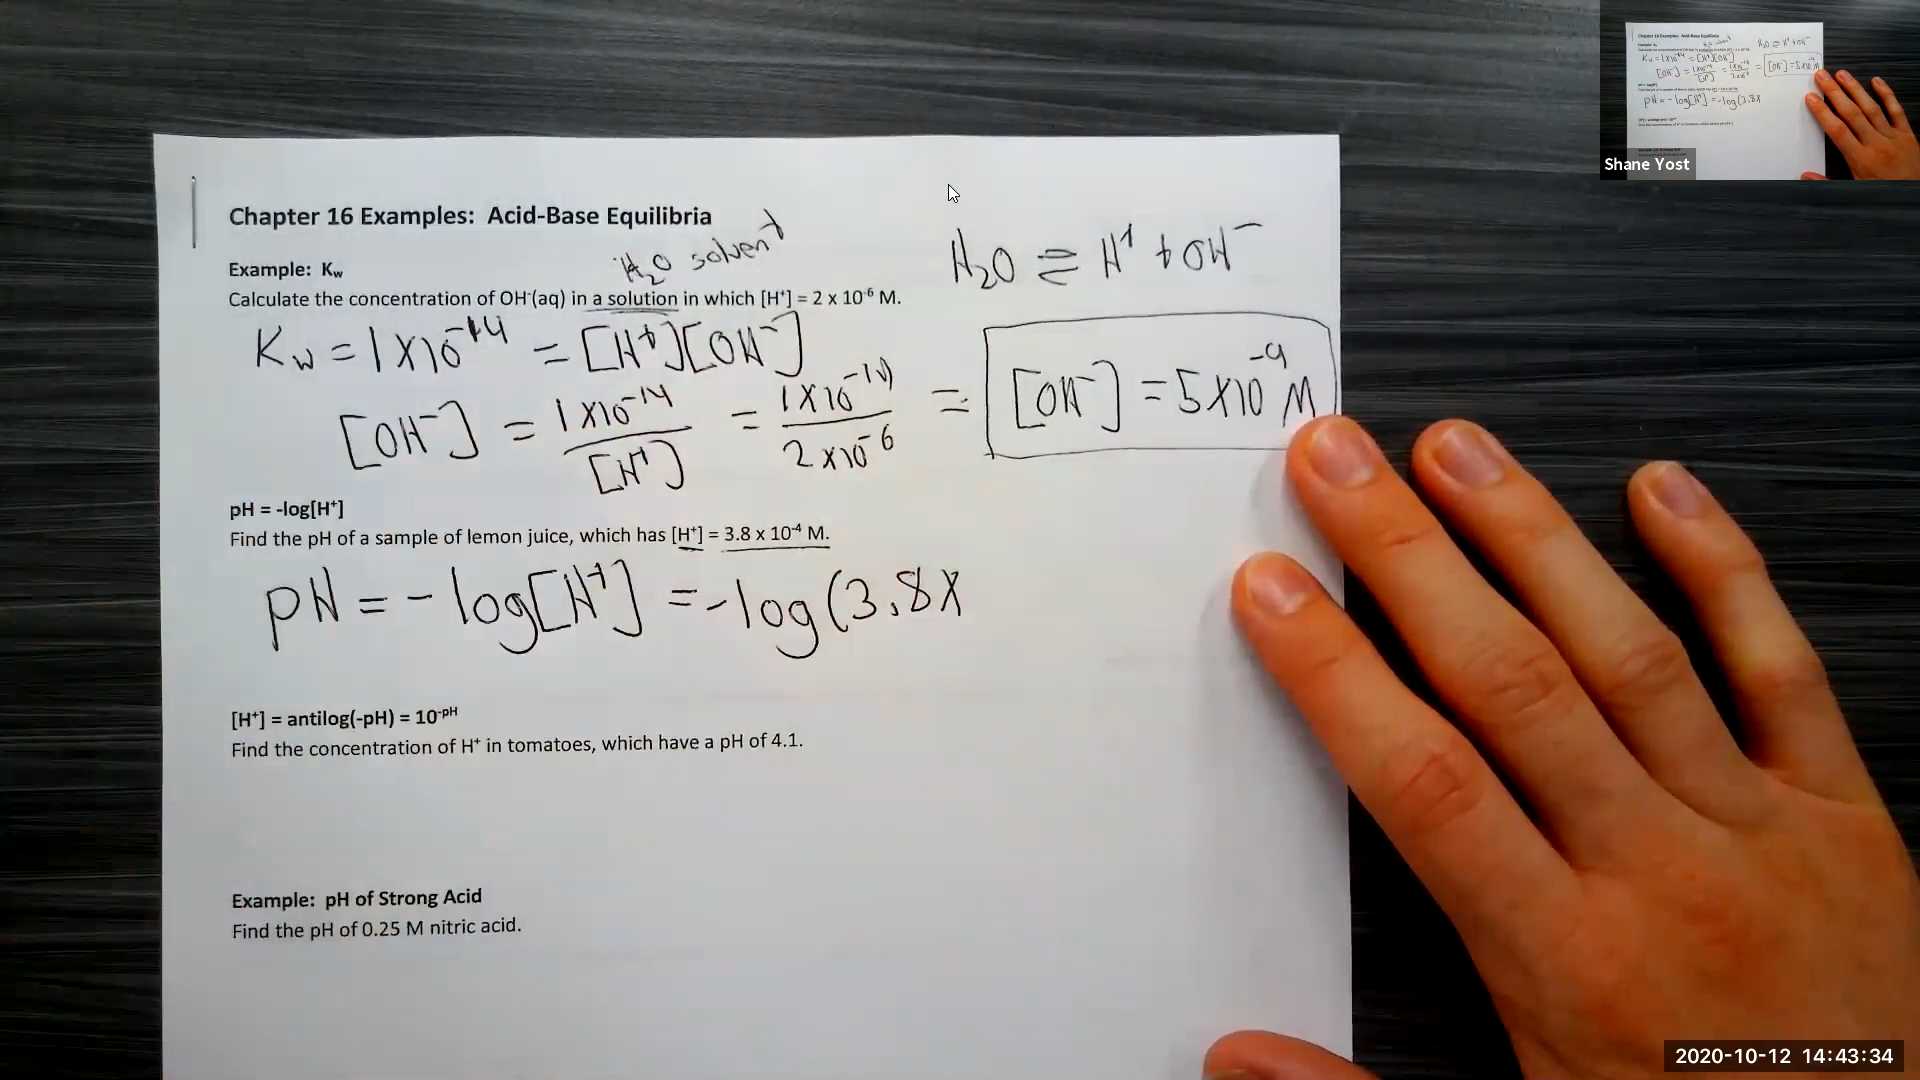 Chapter 16 Examples: Acid-Base Equilibria
H₂O solvent
H₂O ⇌ H⁺ + OH⁻
Example: Kw
Calculate the concentration of OH⁻(aq) in a solution in which [H⁺] = 2 x 10⁻⁶ M.
Kw = 1 x 10⁻¹⁴ = [H⁺][OH⁻]
[OH⁻] = 1 x 10⁻¹⁴ / [H⁺] = 1 x 10⁻¹⁴ / 2 x 10⁻⁶ = [OH⁻] = 5 x 10⁻⁹ M
pH = -log[H⁺]
Find the pH of a sample of lemon juice, which has [H⁺] = 3.8 x 10⁻⁴ M.
pH = - log[H⁺] = - log(3.8 x
[H⁺] = antilog(-pH) = 10⁻ᵖᴴ
Find the concentration of H⁺ in tomatoes, which have a pH of 4.1.
Example: pH of Strong Acid
Find the pH of 0.25 M nitric acid.
Shane Yost
2020-10-12 14:43:34